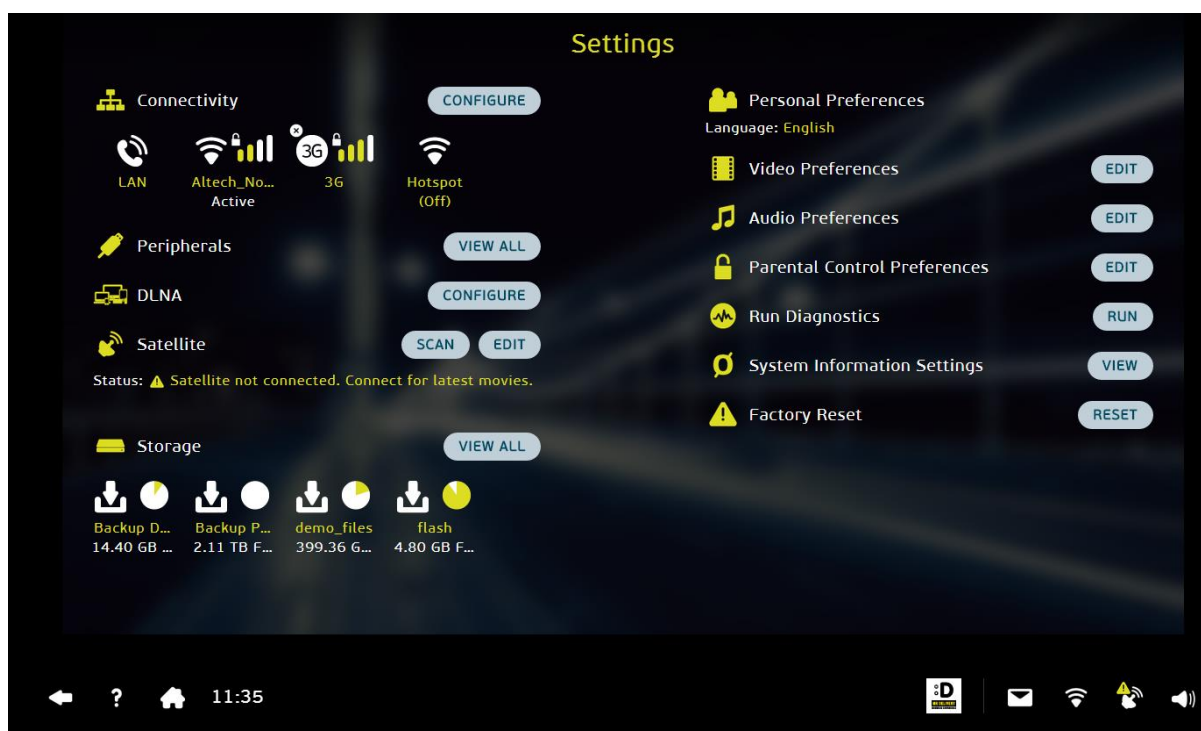 Settings
Connectivity
CONFIGURE
3G
LAN
Altech_No...
3G
Hotspot
Active
(Off)
Peripherals
VIEW ALL
DLNA
CONFIGURE
Satellite
SCAN
EDIT
Status: Satellite not connected. Connect for latest movies.
Storage
VIEW ALL
Backup D...
Backup P...
demo_files
flash
14.40 GB ...
2.11 TB F...
399.36 G...
4.80 GB F...
Personal Preferences
Language: English
Video Preferences
EDIT
Audio Preferences
EDIT
Parental Control Preferences
EDIT
Run Diagnostics
RUN
System Information Settings
VIEW
Factory Reset
RESET
?
11:35
:D